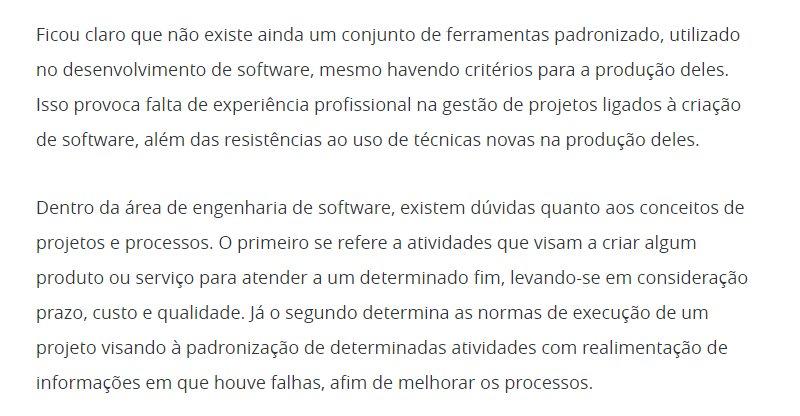 Ficou claro que não existe ainda um conjunto de ferramentas padronizado, utilizado
no desenvolvimento de software, mesmo havendo critérios para a produção deles.
Isso provoca falta de experiência profissional na gestão de projetos ligados à criação
de software, além das resistências ao uso de técnicas novas na produção deles.
Dentro da área de engenharia de software, existem dúvidas quanto aos conceitos de
projetos e processos. O primeiro se refere a atividades que visam a criar algum
produto ou serviço para atender a um determinado fim, levando-se em consideração
prazo, custo e qualidade. Já o segundo determina as normas de execução de um
projeto visando à padronização de determinadas atividades com realimentação de
informações em que houve falhas, afim de melhorar os processos.